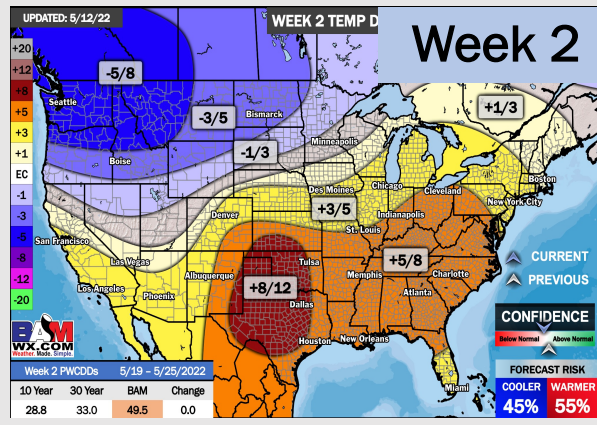 UPDATED: 5/12/22
WEEK 2 TEMP D
Week 2
+20
+12
+8
+5
+3
+1
EC
-1
-3
-5
-8
-12
-20
-5/8
-3/5
-1/3
+1/3
+3/5
+5/8
+8/12
Seattle
Bismarck
Minneapolis
Boise
Boston
Des Moines
Chicago
Cleveland
New York City
Denver
Indianapolis
San Francisco
St. Louis
Las Vegas
Tulsa
Albuquerque
Memphis
Charlotte
Los Angeles
Phoenix
Atlanta
Dallas
Houston
New Orleans
Miami
CURRENT
PREVIOUS
CONFIDENCE
Below Normal
Above Normal
FORECAST RISK
COOLER
WARMER
45%
55%
BAM
WX.COM
Weather. Made. Simple.
Week 2 PWCDDs 5/19 – 5/25/2022
10 Year 30 Year BAM Change
28.8 33.0 49.5 0.0